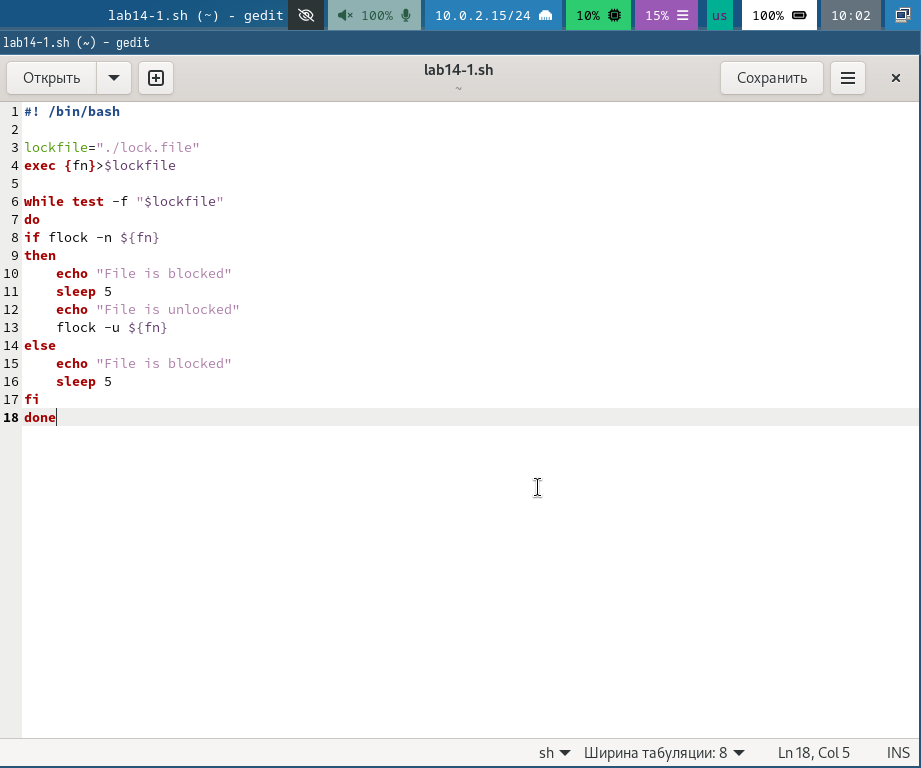 lab14-1.sh (~) - gedit 100% 10.0.2.15/24 10% 15% us 100% 10:02
lab14-1.sh (~) - gedit
Открыть lab14-1.sh Сохранить
~
1 #! /bin/bash
2
3 lockfile="./lock.file"
4 exec {fn}>$lockfile
5
6 while test -f "$lockfile"
7 do
8 if flock -n ${fn}
9 then
10     echo "File is blocked"
11     sleep 5
12     echo "File is unlocked"
13     flock -u ${fn}
14 else
15     echo "File is blocked"
16     sleep 5
17 fi
18 done
sh Ширина табуляции: 8 Ln 18, Col 5 INS